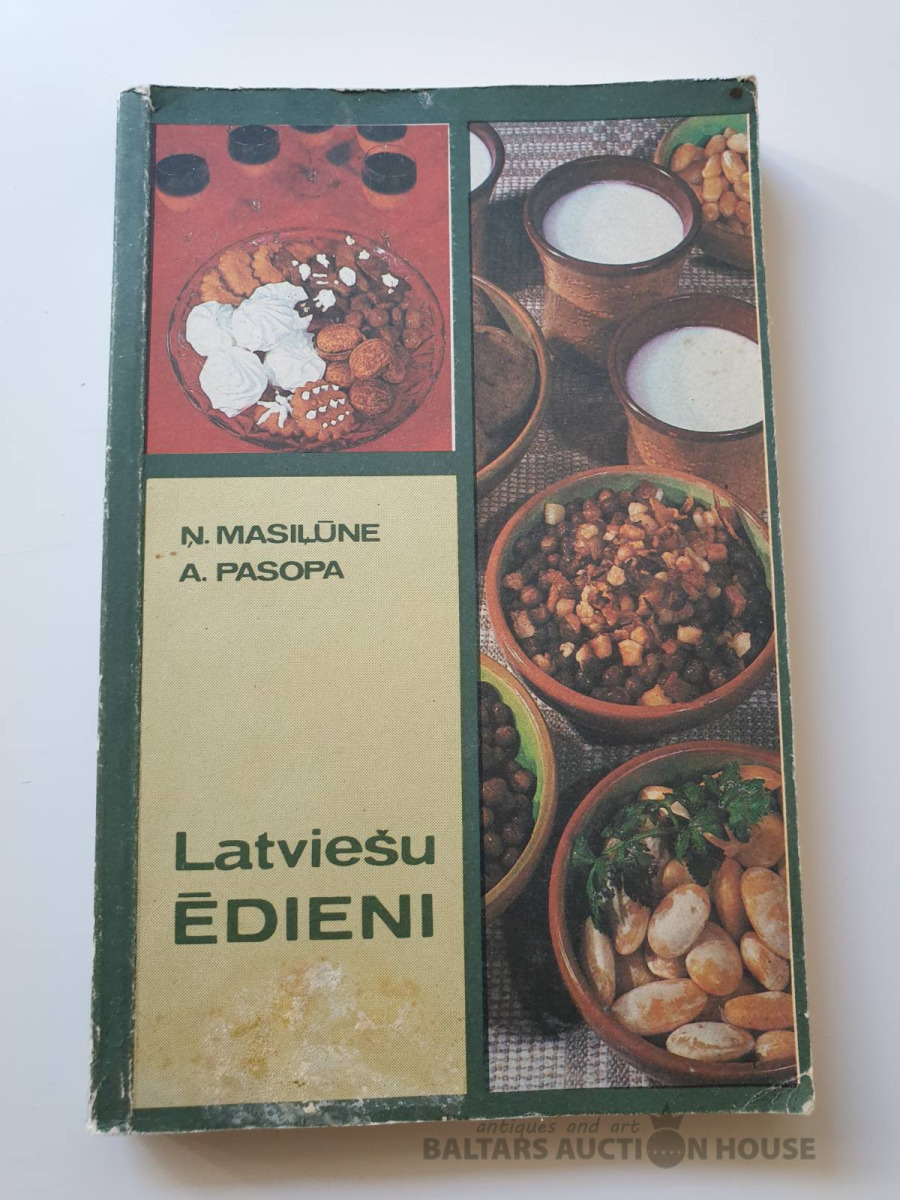 Ņ. MASIĻŪNE
A. PASOPA
Latviešu
ĒDIENI
antiques and art
BALTARS AUCTION HOUSE